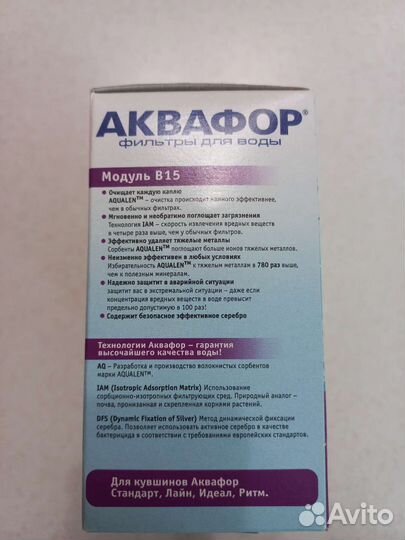 АКВАФОР®
фильтры для воды
Модуль В15
Очищает каждую каплю
AQUALEN™ – очистка происходит намного эффективнее,
чем в обычных фильтрах.
Мгновенно и необратимо поглощает загрязнения
Технология IAM – скорость извлечения вредных веществ
в четыре раза выше, чем у обычных фильтров.
Эффективно удаляет тяжелые металлы
Сорбенты AQUALEN™ поглощают больше ионов тяжёлых металлов.
Неизменно эффективен в любых условиях
Избирательность AQUALEN™ к тяжелым металлам в 780 раз выше,
чем к полезным минералам.
Надежно защитит в аварийной ситуации
защитит вас в экстремальной ситуации – даже если
концентрация вредных веществ в воде превысит
предельно допустимую в 100 раз!
Содержит безопасное эффективное серебро
Технологии Аквафор – гарантия
высочайшего качества воды!
AQ – Разработка и производство волокнистых сорбентов
марки AQUALEN™.
IAM (Isotropic Adsorption Matrix) Использование
сорбционно-изотропных фильтрующих сред. Природный аналог –
почва, пронизанная и скрепленная корнями растений.
DFS (Dynamic Fixation of Silver) Метод динамической фиксации
серебра. Позволяет использовать активное серебро в качестве
бактерицида в соответствии с требованиями европейских стандартов.
Для кувшинов Аквафор
Стандарт, Лайн, Идеал, Ритм.
Avito